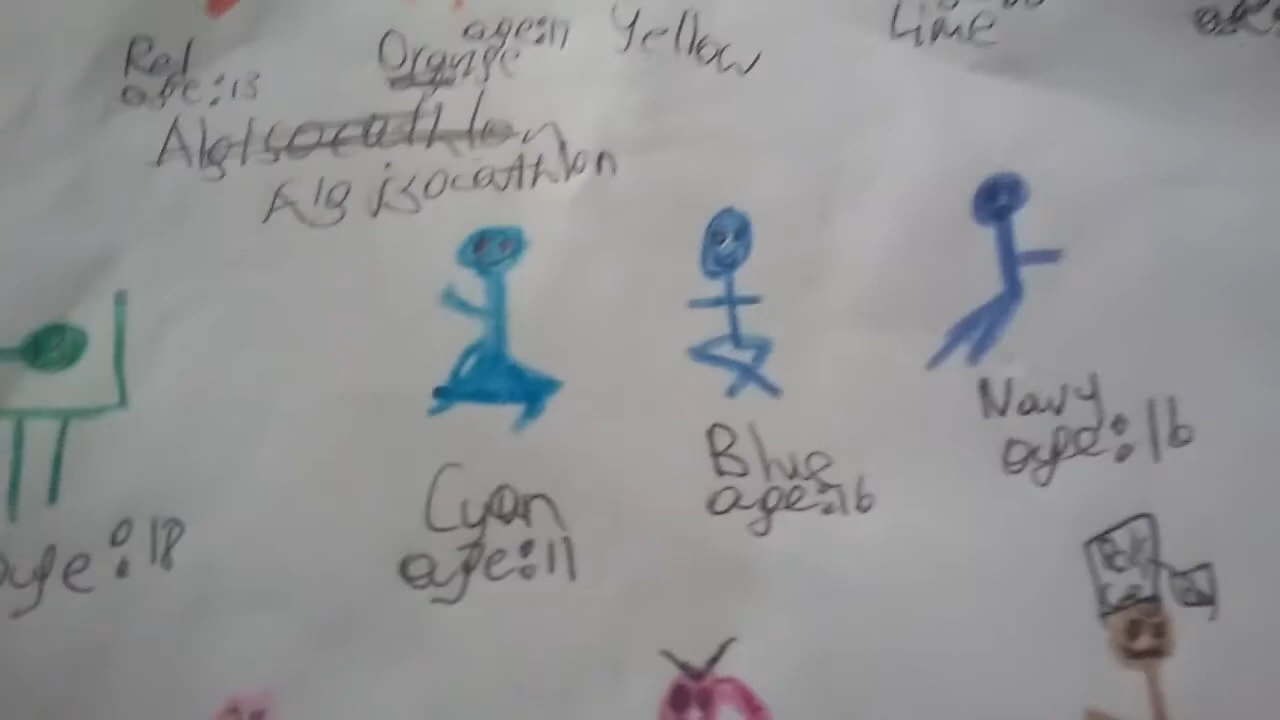 Red
age:13
age:11
Orange
Yellow
Lime
Algisocathlon
Algisocathlon
Cyan
age:11
Blue
age:16
Navy
age:16
age:18